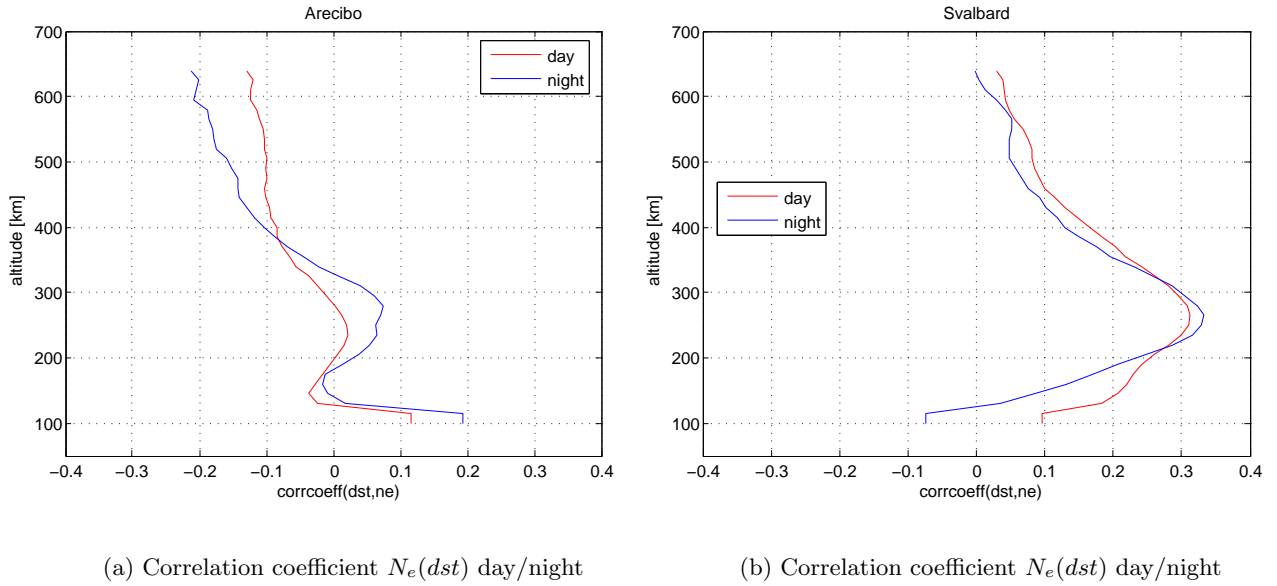 Arecibo
700
600
500
400
300
200
100
altitude [km]
day
night
−0.4 −0.3 −0.2 −0.1 0 0.1 0.2 0.3 0.4
corrcoeff(dst,ne)
(a) Correlation coefficient Ne(dst) day/night
Svalbard
700
600
500
400
300
200
100
altitude [km]
day
night
−0.4 −0.3 −0.2 −0.1 0 0.1 0.2 0.3 0.4
corrcoeff(dst,ne)
(b) Correlation coefficient Ne(dst) day/night